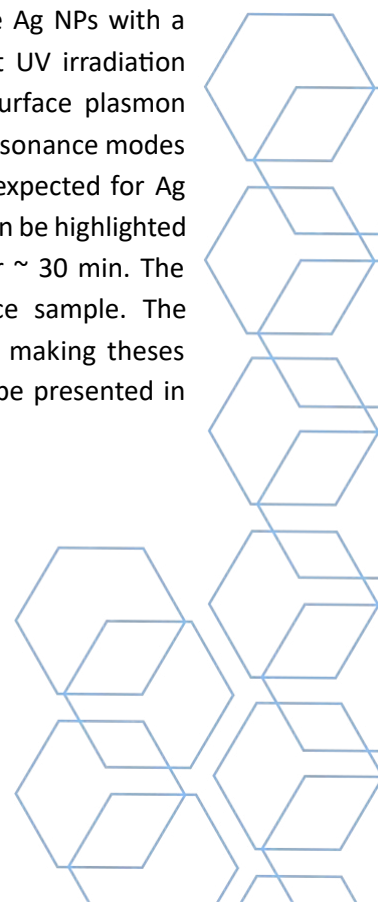 e Ag NPs with a
t UV irradiation
urface plasmon
sonance modes
expected for Ag
n be highlighted
r ~ 30 min. The
ce sample. The
making theses
be presented in